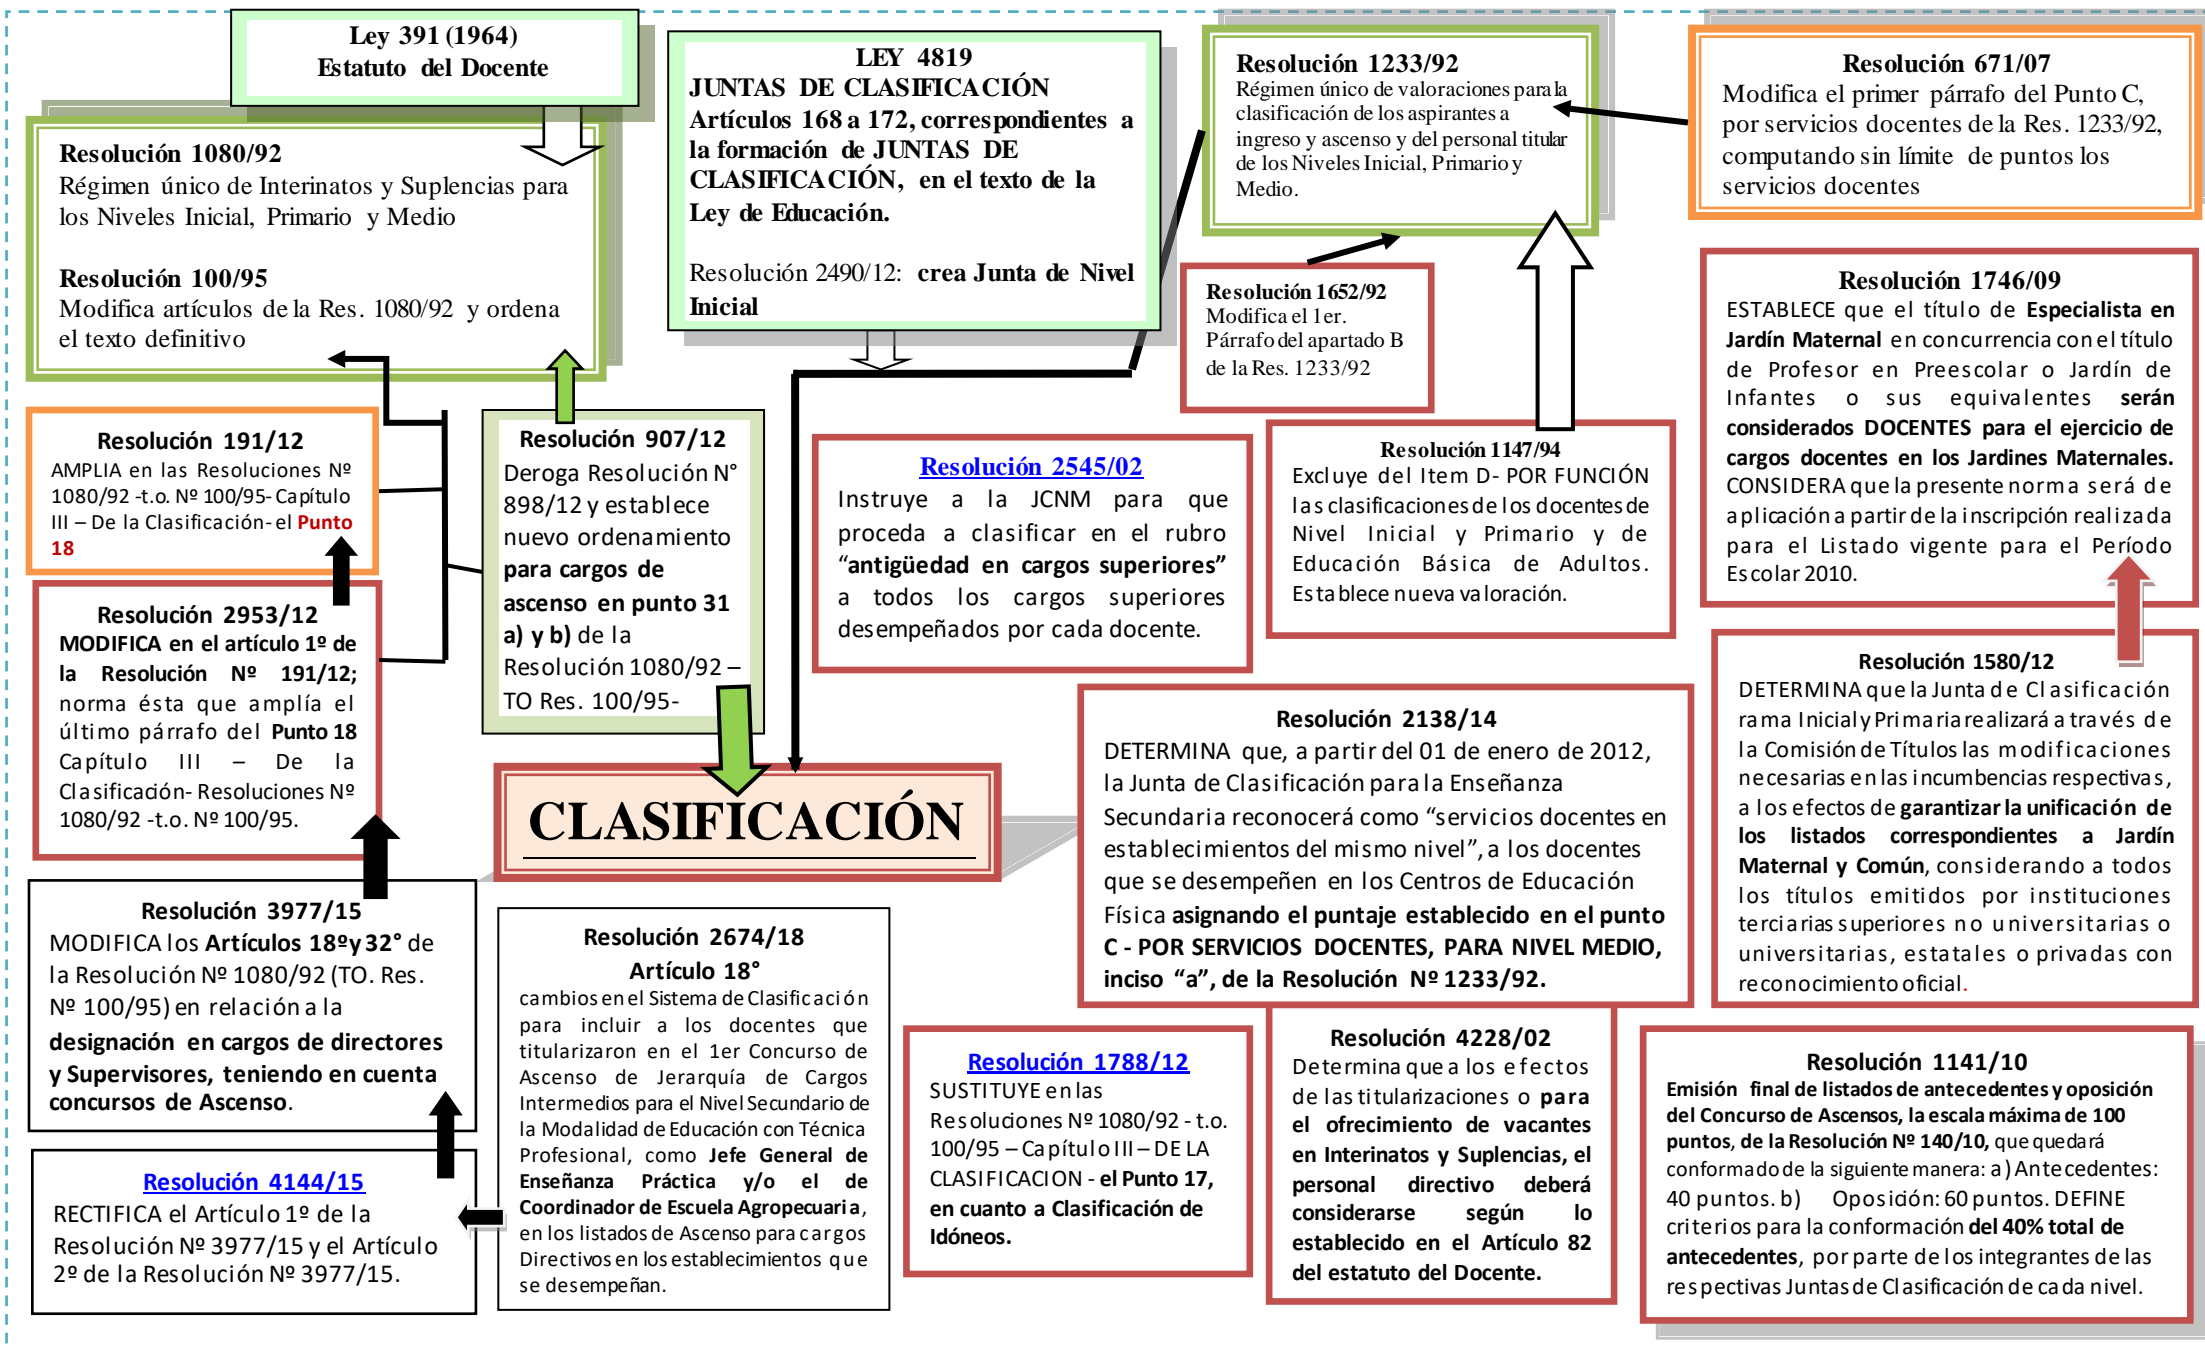 Ley 391 (1964)
Estatuto del Docente
Resolución 1080/92
Régimen único de Interinatos y Suplencias para
los Niveles Inicial, Primario y Medio
Resolución 100/95
Modifica artículos de la Res. 1080/92 y ordena
el texto definitivo
LEY 4819
JUNTAS DE CLASIFICACIÓN
Artículos 168 a 172, correspondientes a
la formación de JUNTAS DE
CLASIFICACIÓN, en el texto de la
Ley de Educación.
Resolución 2490/12: crea Junta de Nivel
Inicial
Resolución 1233/92
Régimen único de valoraciones para la
clasificación de los aspirantes a
ingreso y ascenso y del personal titular
de los Niveles Inicial, Primario y
Medio.
Resolución 671/07
Modifica el primer párrafo del Punto C,
por servicios docentes de la Res. 1233/92,
computando sin límite de puntos los
servicios docentes
Resolución 1652/92
Modifica el 1er.
Párrafo del apartado B
de la Res. 1233/92
Resolución 1746/09
ESTABLECE que el título de Especialista en
Jardín Maternal en concurrencia con el título
de Profesor en Preescolar o Jardín de
Infantes o sus equivalentes serán
considerados DOCENTES para el ejercicio de
cargos docentes en los Jardines Maternales.
CONSIDERA que la presente norma será de
aplicación a partir de la inscripción realizada
para el Listado vigente para el Período
Escolar 2010.
Resolución 191/12
AMPLIA en las Resoluciones Nº
1080/92 -t.o. Nº 100/95- Capítulo
III – De la Clasificación- el Punto
18
Resolución 907/12
Deroga Resolución N°
898/12 y establece
nuevo ordenamiento
para cargos de
ascenso en punto 31
a) y b) de la
Resolución 1080/92 –
TO Res. 100/95-
Resolución 2545/02
Instruye a la JCNM para que
proceda a clasificar en el rubro
“antigüedad en cargos superiores”
a todos los cargos superiores
desempeñados por cada docente.
Resolución 1147/94
Excluye del Item D- POR FUNCIÓN
las clasificaciones de los docentes de
Nivel Inicial y Primario y de
Educación Básica de Adultos.
Establece nueva valoración.
Resolución 2953/12
MODIFICA en el artículo 1º de
la Resolución Nº 191/12;
norma ésta que amplía el
último párrafo del Punto 18
Capítulo III – De la
Clasificación- Resoluciones Nº
1080/92 -t.o. Nº 100/95.
Resolución 1580/12
DETERMINA que la Junta de Clasificación
rama Inicial y Primaria realizará a través de
la Comisión de Títulos las modificaciones
necesarias en las incumbencias respectivas,
a los efectos de garantizar la unificación de
los listados correspondientes a Jardín
Maternal y Común, considerando a todos
los títulos emitidos por instituciones
terciarias superiores no universitarias o
universitarias, estatales o privadas con
reconocimiento oficial.
Resolución 2138/14
DETERMINA que, a partir del 01 de enero de 2012,
la Junta de Clasificación para la Enseñanza
Secundaria reconocerá como “servicios docentes en
establecimientos del mismo nivel”, a los docentes
que se desempeñen en los Centros de Educación
Física asignando el puntaje establecido en el punto
C - POR SERVICIOS DOCENTES, PARA NIVEL MEDIO,
inciso “a”, de la Resolución Nº 1233/92.
CLASIFICACIÓN
Resolución 3977/15
MODIFICA los Artículos 18º y 32° de
la Resolución Nº 1080/92 (TO. Res.
Nº 100/95) en relación a la
designación en cargos de directores
y Supervisores, teniendo en cuenta
concursos de Ascenso.
Resolución 2674/18
Artículo 18°
cambios en el Sistema de Clasificación
para incluir a los docentes que
titularizaron en el 1er Concurso de
Ascenso de Jerarquía de Cargos
Intermedios para el Nivel Secundario de
la Modalidad de Educación con Técnica
Profesional, como Jefe General de
Enseñanza Práctica y/o el de
Coordinador de Escuela Agropecuaria,
en los listados de Ascenso para cargos
Directivos en los establecimientos que
se desempeñan.
Resolución 1788/12
SUSTITUYE en las
Resoluciones Nº 1080/92 - t.o.
100/95 – Capítulo III – DE LA
CLASIFICACION - el Punto 17,
en cuanto a Clasificación de
Idóneos.
Resolución 4228/02
Determina que a los efectos
de las titularizaciones o para
el ofrecimiento de vacantes
en Interinatos y Suplencias, el
personal directivo deberá
considerarse según lo
establecido en el Artículo 82
del estatuto del Docente.
Resolución 1141/10
Emisión final de listados de antecedentes y oposición
del Concurso de Ascensos, la escala máxima de 100
puntos, de la Resolución Nº 140/10, que quedará
conformado de la siguiente manera: a) Antecedentes:
40 puntos. b) Oposición: 60 puntos. DEFINE
criterios para la conformación del 40% total de
antecedentes, por parte de los integrantes de las
respectivas Juntas de Clasificación de cada nivel.
Resolución 4144/15
RECTIFICA el Artículo 1º de la
Resolución Nº 3977/15 y el Artículo
2º de la Resolución Nº 3977/15.